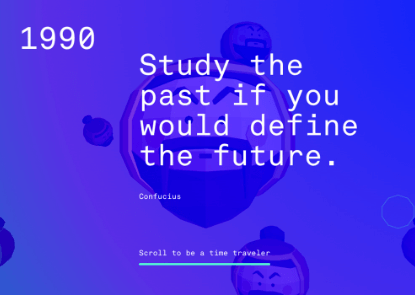 1990
Study the
past if you
would define
the future.
Confucius
Scroll to be a time traveler